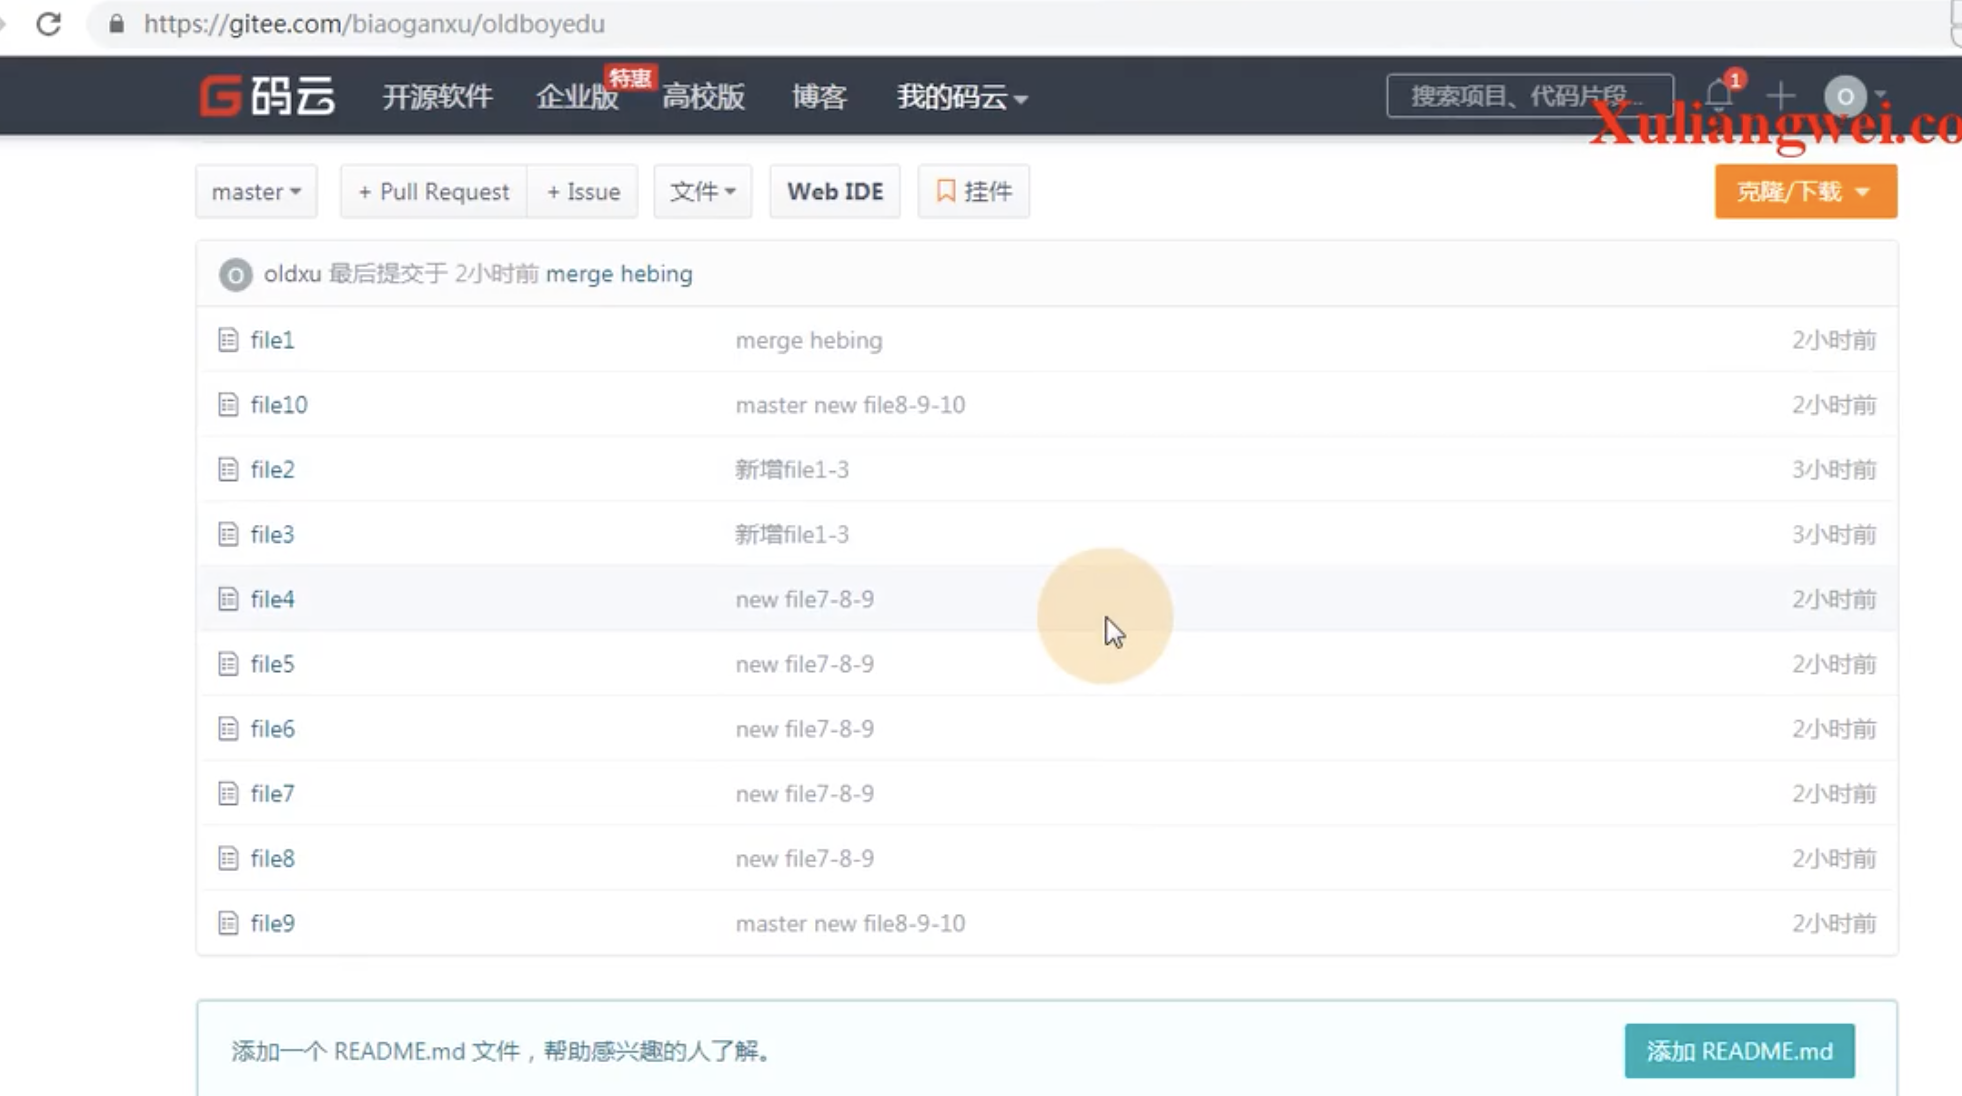 https://gitee.com/biaoganxu/oldboyedu
G 码云 开源软件 企业版 特惠 高校版 博客 我的码云 搜索项目、代码片段... 1 O
Xuliangwei.co
master + Pull Request + Issue 文件 Web IDE 挂件 克隆/下载
O oldxu 最后提交于 2小时前 merge hebing
file1 merge hebing 2小时前
file10 master new file8-9-10 2小时前
file2 新增file1-3 3小时前
file3 新增file1-3 3小时前
file4 new file7-8-9 2小时前
file5 new file7-8-9 2小时前
file6 new file7-8-9 2小时前
file7 new file7-8-9 2小时前
file8 new file7-8-9 2小时前
file9 master new file8-9-10 2小时前
添加一个 README.md 文件，帮助感兴趣的人了解。 添加 README.md